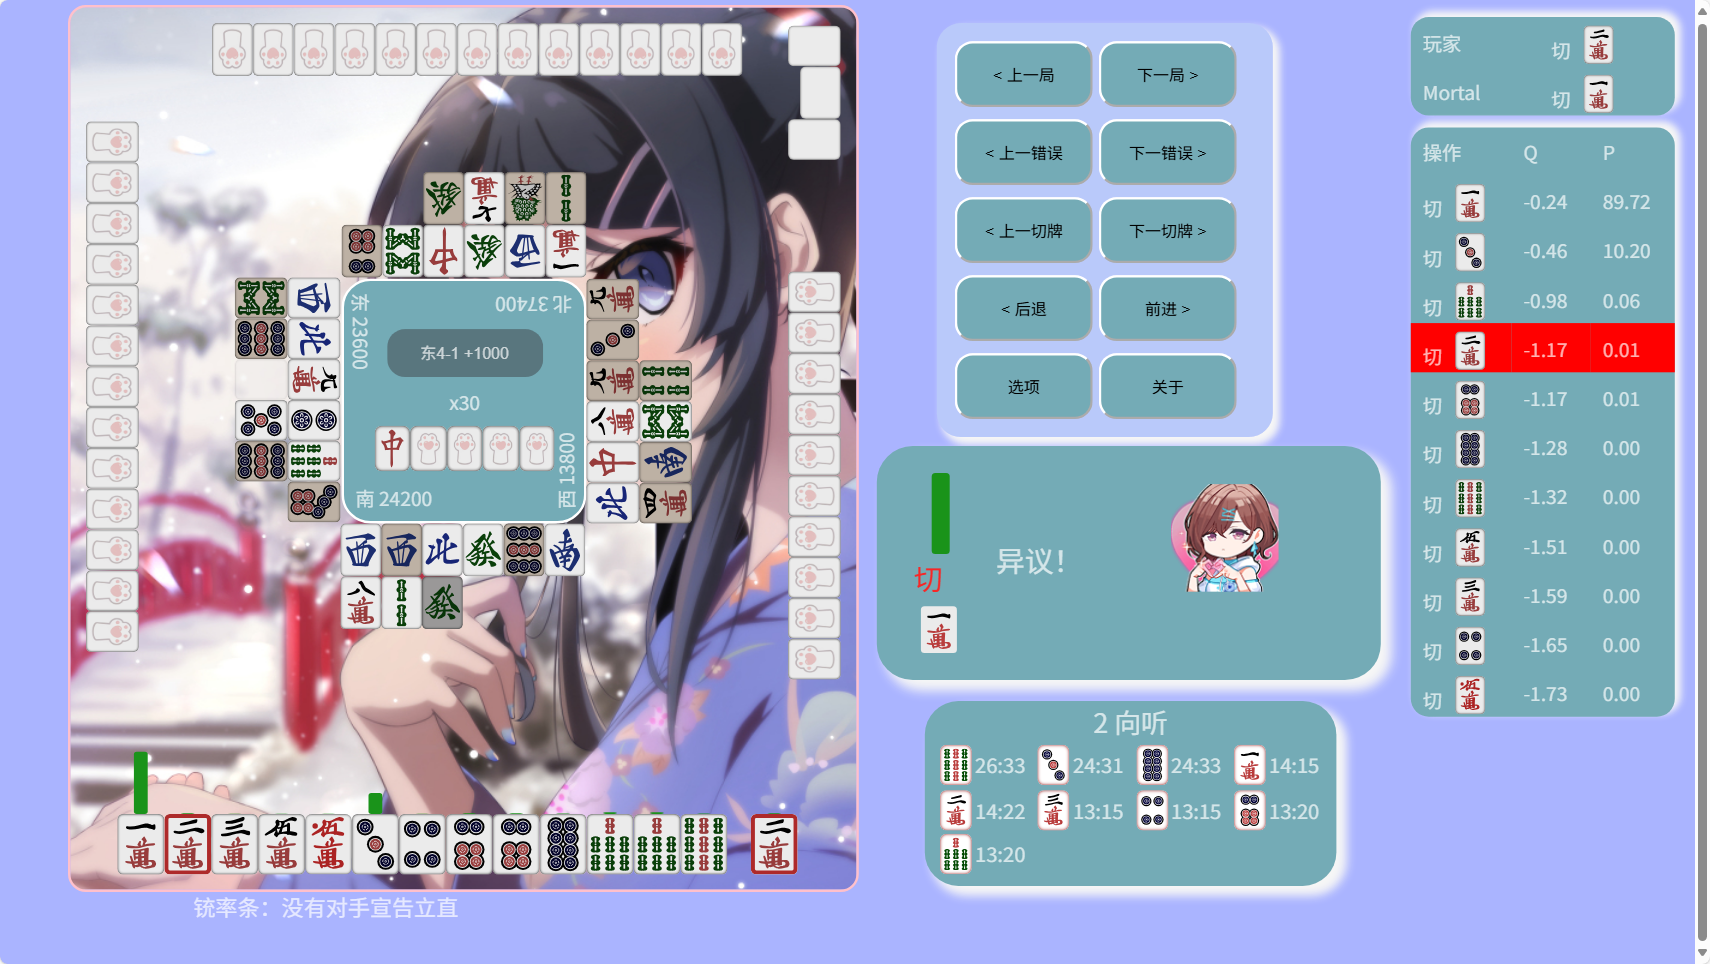 东 23600
北 37400
东4-1 +1000
x30
南 24200
西 13800
铳率条：没有对手宣告立直
< 上一局
下一局 >
< 上一错误
下一错误 >
< 上一切牌
下一切牌 >
< 后退
前进 >
选项
关于
切
异议！
2 向听
26:33
24:31
24:33
14:15
14:22
13:15
13:15
13:20
13:20
玩家 切
Mortal 切
操作 Q P
切 -0.24 89.72
切 -0.46 10.20
切 -0.98 0.06
切 -1.17 0.01
切 -1.17 0.01
切 -1.28 0.00
切 -1.32 0.00
切 -1.51 0.00
切 -1.59 0.00
切 -1.65 0.00
切 -1.73 0.00